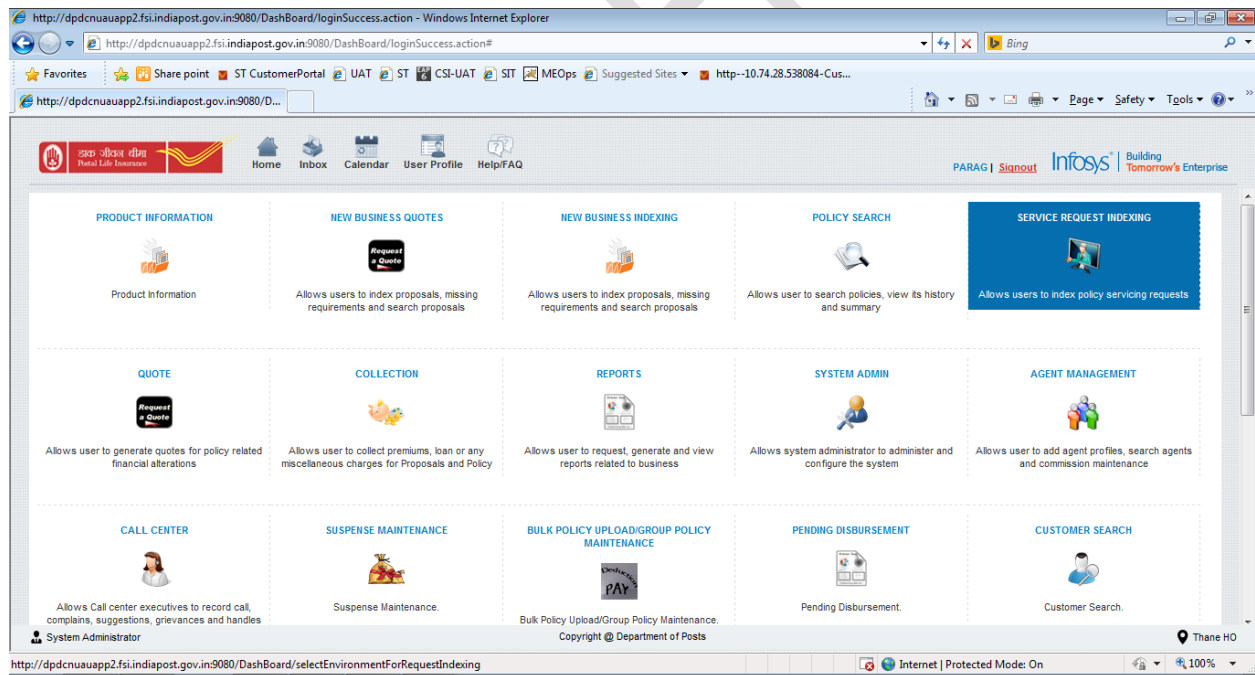 http://dpdcnuauapp2.fsi.indiapost.gov.in:9080/DashBoard/loginSuccess.action - Windows Internet Explorer
http://dpdcnuauapp2.fsi.indiapost.gov.in:9080/DashBoard/loginSuccess.action#
Bing
Favorites Share point ST CustomerPortal UAT ST CSI-UAT SIT MEOps Suggested Sites http--10.74.28.538084-Cus...
http://dpdcnuauapp2.fsi.indiapost.gov.in:9080/D...
Page Safety Tools
डाक जीवन बीमा
Postal Life Insurance
Home Inbox Calendar User Profile Help/FAQ
PARAG | Signout
Infosys | Building Tomorrow's Enterprise
PRODUCT INFORMATION NEW BUSINESS QUOTES NEW BUSINESS INDEXING POLICY SEARCH SERVICE REQUEST INDEXING
Request
a Quote
Product Information Allows users to index proposals, missing Allows users to index proposals, missing Allows user to search policies, view its history Allows users to index policy servicing requests
requirements and search proposals requirements and search proposals and summary
QUOTE COLLECTION REPORTS SYSTEM ADMIN AGENT MANAGEMENT
Request
a Quote
Allows user to generate quotes for policy related Allows user to collect premiums, loan or any Allows user to request, generate and view Allows system administrator to administer and Allows user to add agent profiles, search agents
financial alterations miscellaneous charges for Proposals and Policy reports related to business configure the system and commission maintenance
CALL CENTER SUSPENSE MAINTENANCE BULK POLICY UPLOAD/GROUP POLICY PENDING DISBURSEMENT CUSTOMER SEARCH
MAINTENANCE
Deduction
PAY
Allows Call center executives to record call, Suspense Maintenance. Pending Disbursement. Customer Search.
complains, suggestions, grievances and handles Bulk Policy Upload/Group Policy Maintenance.
System Administrator Copyright @ Department of Posts Thane HO
http://dpdcnuauapp2.fsi.indiapost.gov.in:9080/DashBoard/selectEnvironmentForRequestIndexing Internet | Protected Mode: On 100%